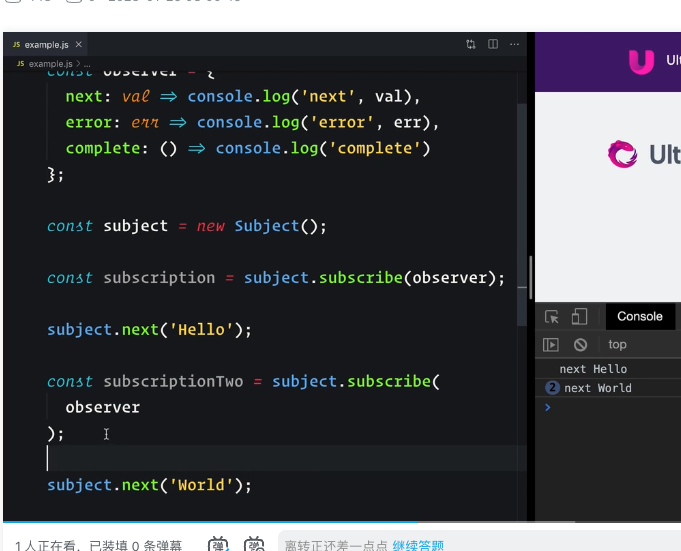 JS example.js ×
JS example.js > ...
const observer = {
next: val => console.log('next', val),
error: err => console.log('error', err),
complete: () => console.log('complete')
};
const subject = new Subject();
const subscription = subject.subscribe(observer);
subject.next('Hello');
const subscriptionTwo = subject.subscribe(
observer
);
subject.next('World');
U Ult
Ult
Console
top
next Hello
2 next World
>
1人正在看，已装填 0 条弹幕
弹
离转正还差一点点 继续答题